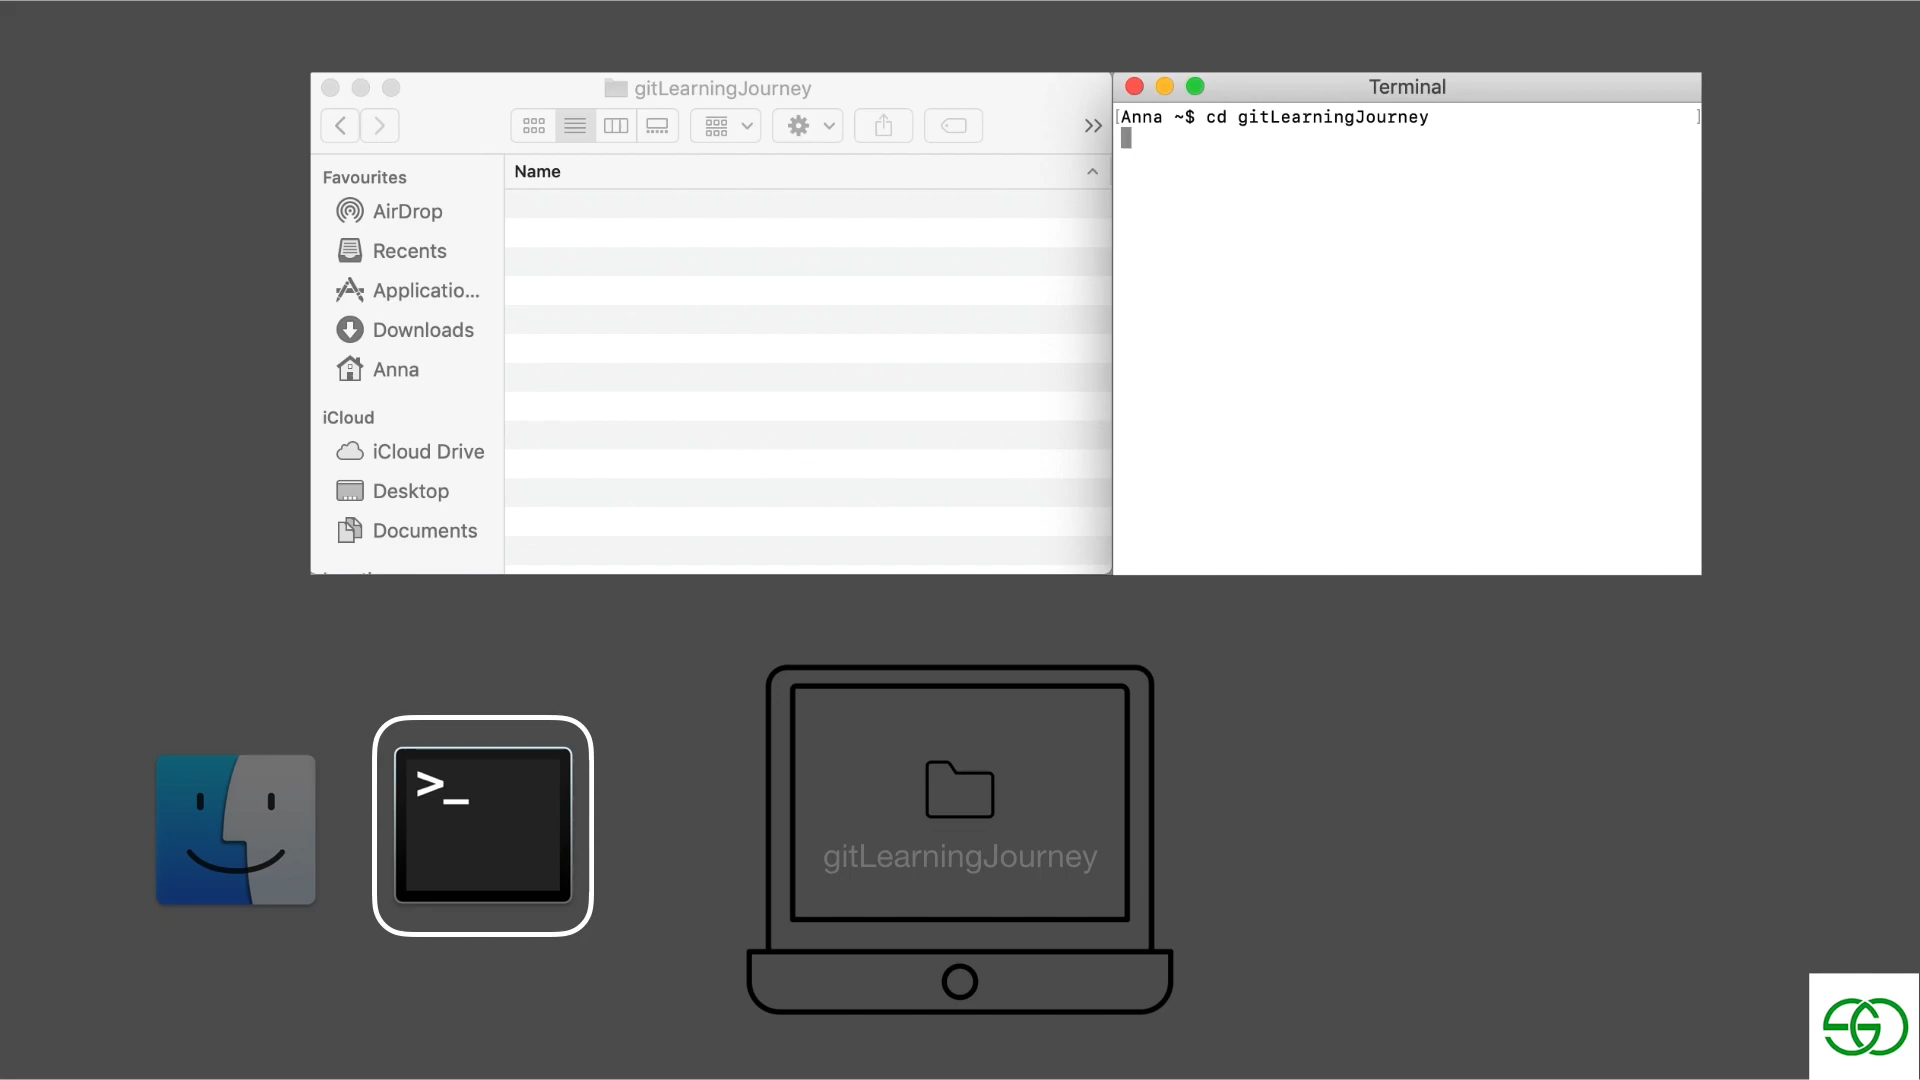 gitLearningJourney
Name
Favourites
AirDrop
Recents
Applicatio...
Downloads
Anna
iCloud
iCloud Drive
Desktop
Documents
Terminal
[Anna ~$ cd gitLearningJourney ]
>_
gitLearningJourney